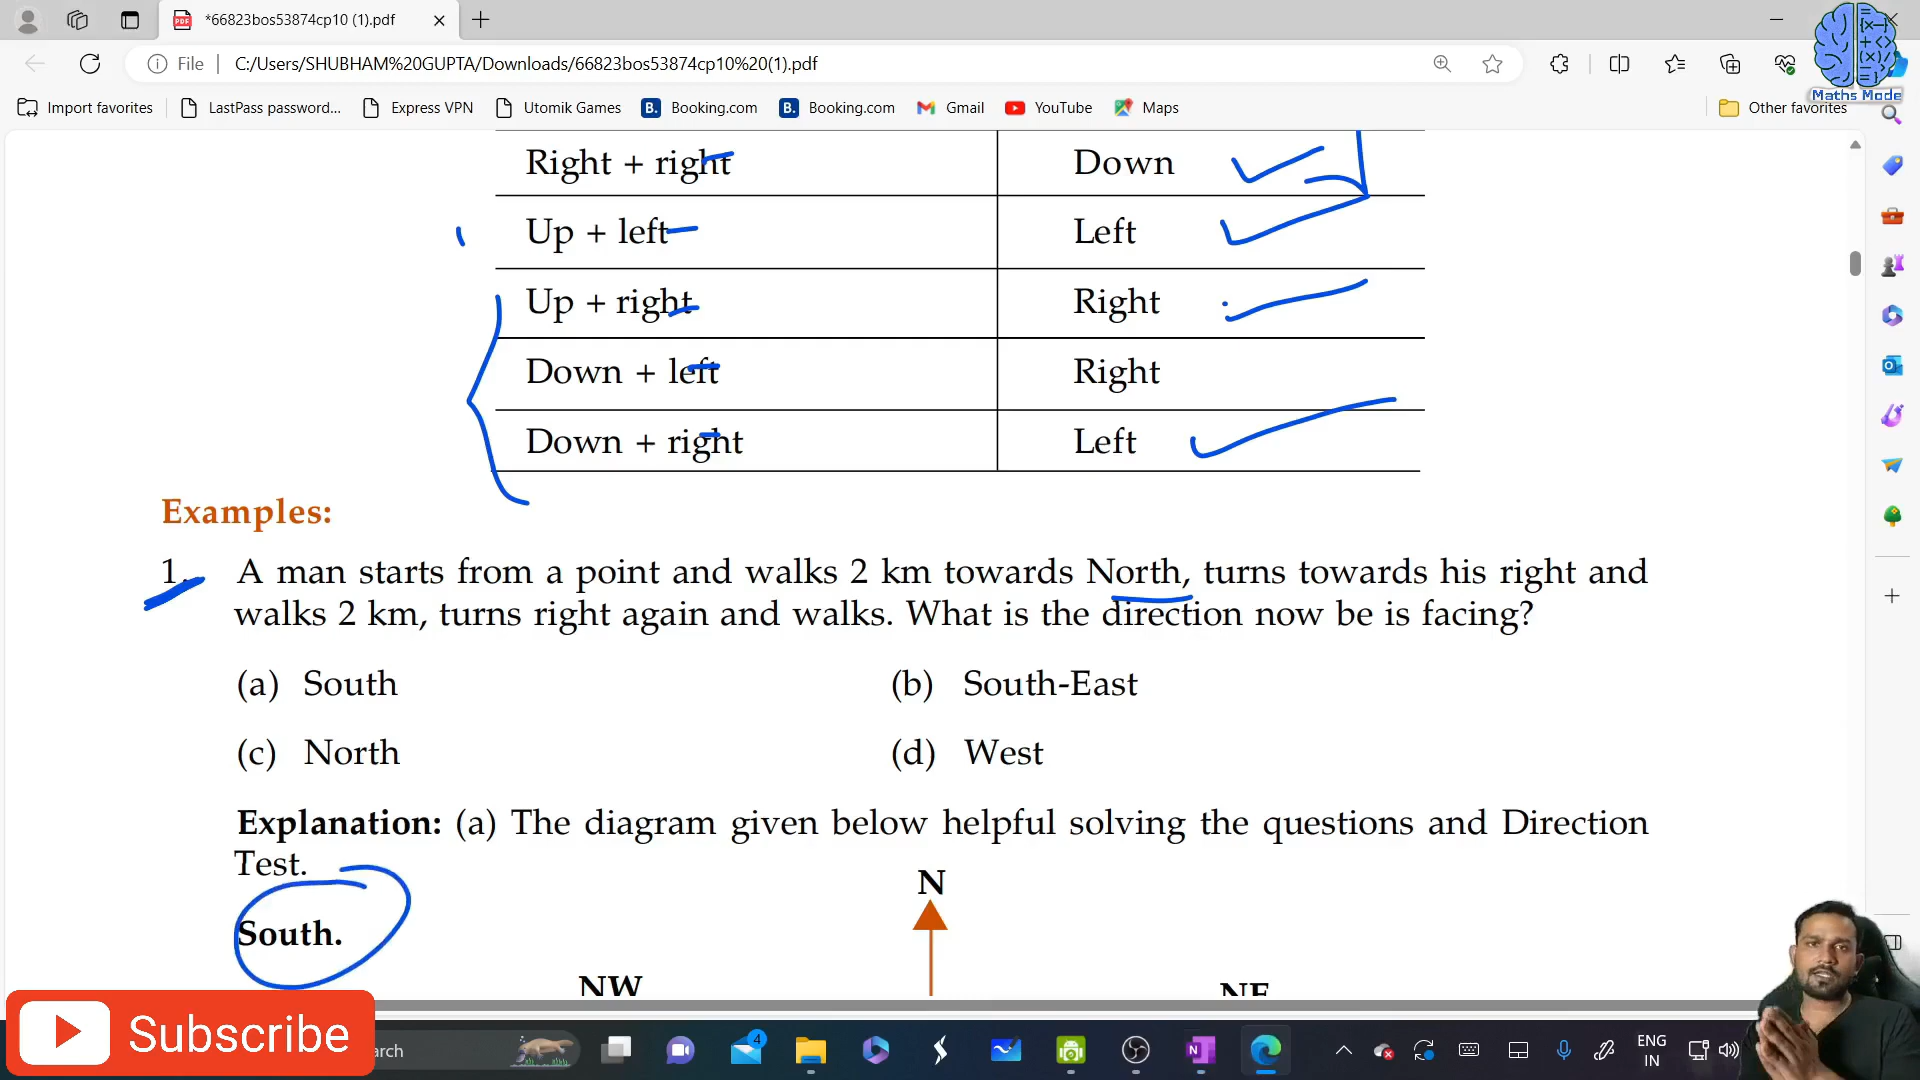 *66823bos53874cp10 (1).pdf
File
C:/Users/SHUBHAM%20GUPTA/Downloads/66823bos53874cp10%20(1).pdf
Maths Mode
Import favorites
LastPass password...
Express VPN
Utomik Games
B. Booking.com
B. Booking.com
Gmail
YouTube
Maps
Other favorites
Right + right Down
Up + left Left
Up + right Right
Down + left Right
Down + right Left
Examples:
1. A man starts from a point and walks 2 km towards North, turns towards his right and
walks 2 km, turns right again and walks. What is the direction now be is facing?
(a) South (b) South-East
(c) North (d) West
Explanation: (a) The diagram given below helpful solving the questions and Direction
Test.
N
South.
NW NE
Subscribe
arch
4
ENG
IN